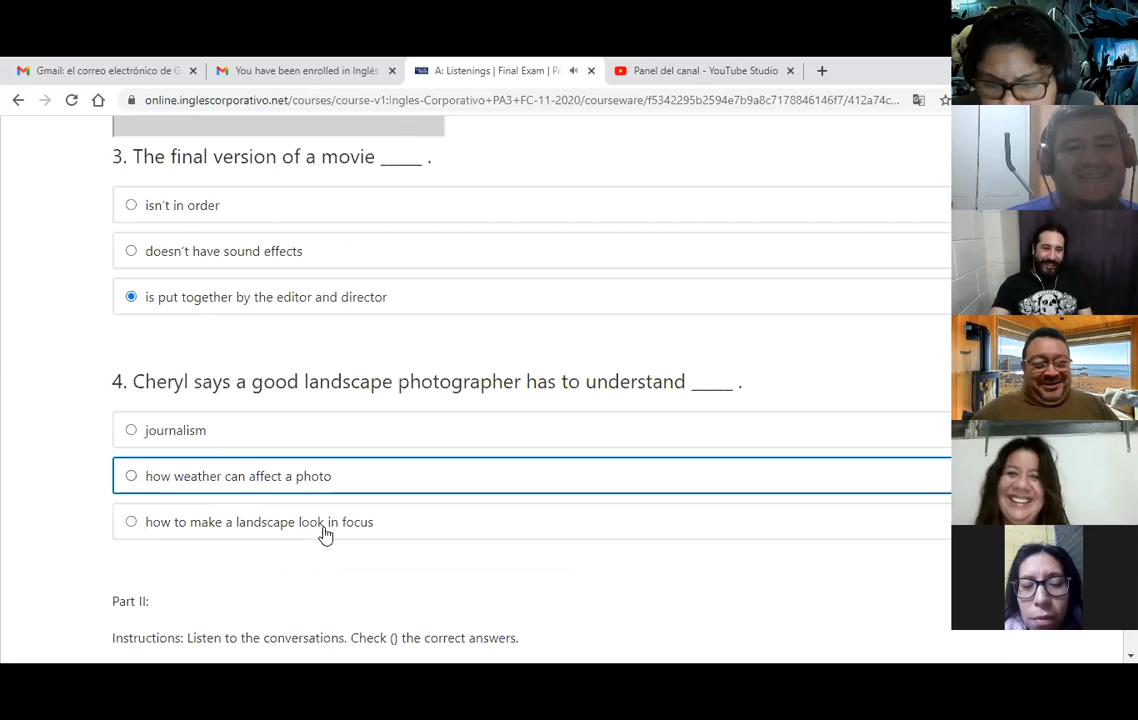 Gmail: el correo electrónico de G
You have been enrolled in Inglés
A: Listenings | Final Exam | PA
Panel del canal - YouTube Studio
online.inglescorporativo.net/courses/course-v1:Ingles-Corporativo+PA3+FC-11-2020/courseware/f5342295b2594e7b9a8c7178846146f7/412a74c...
3. The final version of a movie _____ .
isn't in order
doesn't have sound effects
is put together by the editor and director
4. Cheryl says a good landscape photographer has to understand _____ .
journalism
how weather can affect a photo
how to make a landscape look in focus
Part II:
Instructions: Listen to the conversations. Check () the correct answers.